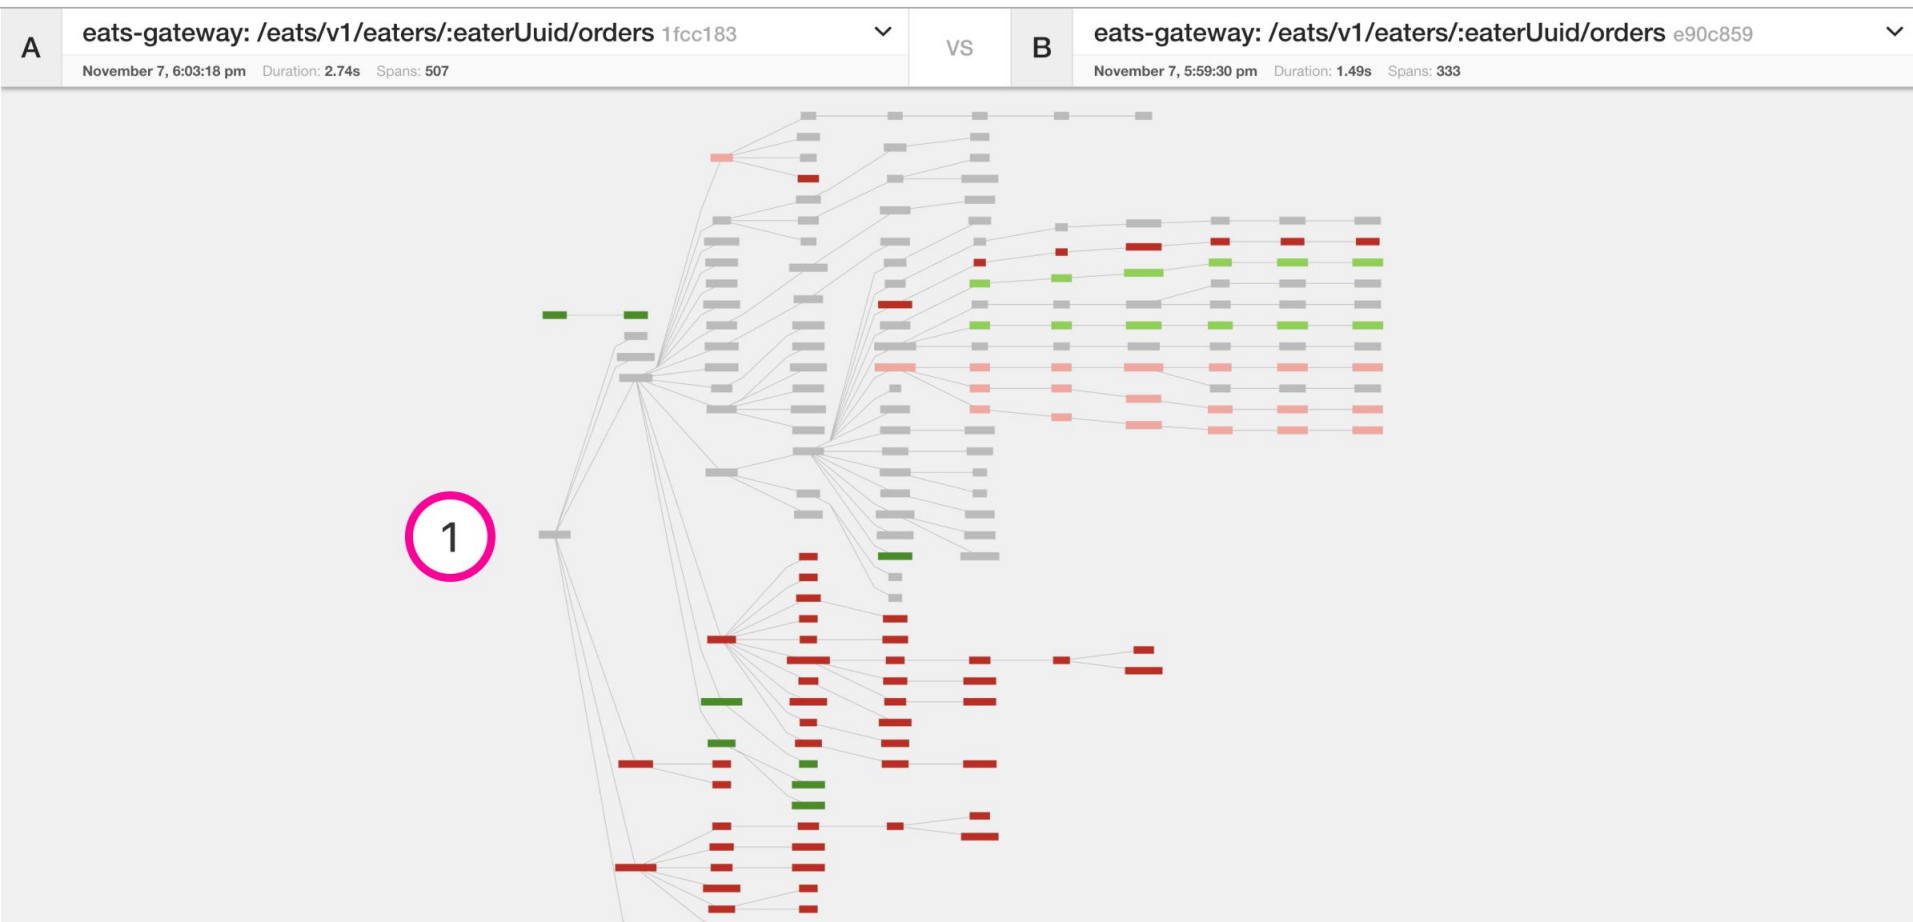 A
eats-gateway: /eats/v1/eaters/:eaterUuid/orders 1fcc183
November 7, 6:03:18 pm Duration: 2.74s Spans: 507
VS
B
eats-gateway: /eats/v1/eaters/:eaterUuid/orders e90c859
November 7, 5:59:30 pm Duration: 1.49s Spans: 333
1